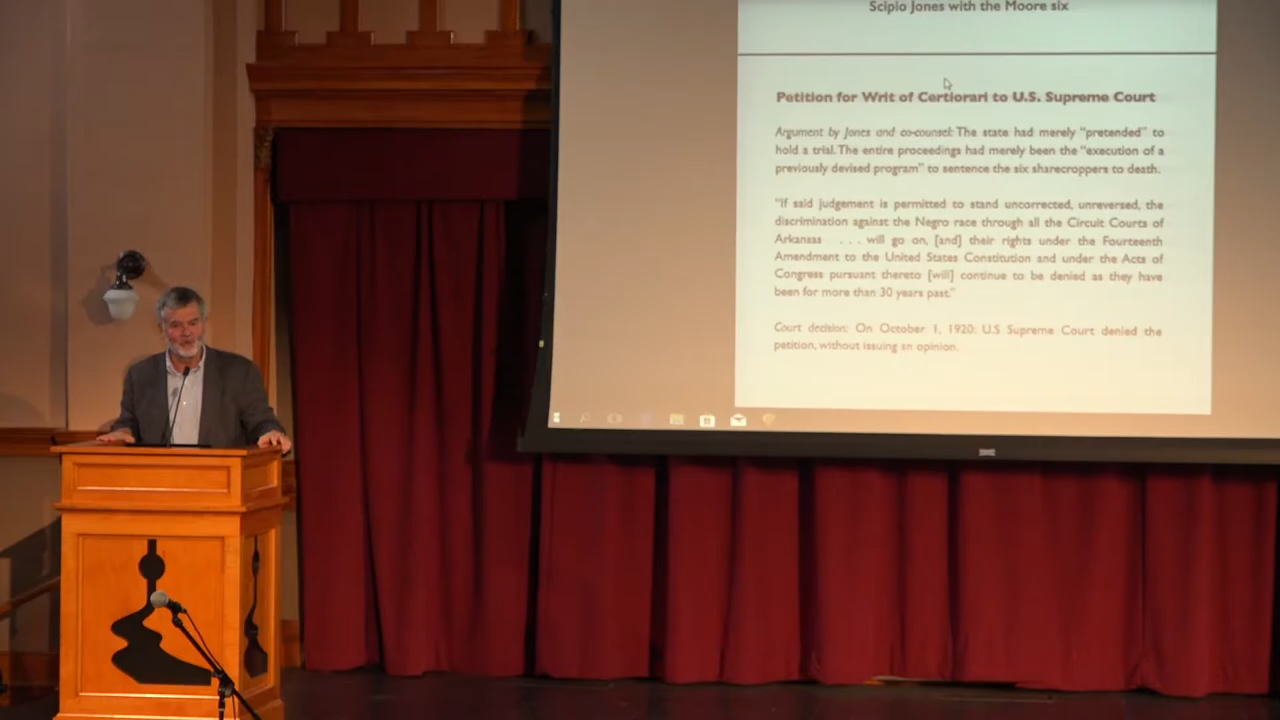 Scipio Jones with the Moore six
Petition for Writ of Certiorari to U.S. Supreme Court
Argument by Jones and co-counsel: The state had merely “pretended” to
hold a trial. The entire proceedings had merely been the “execution of a
previously devised program” to sentence the six sharecroppers to death.
“If said judgement is permitted to stand uncorrected, unreversed, the
discrimination against the Negro race through all the Circuit Courts of
Arkansas . . . will go on, [and] their rights under the Fourteenth
Amendment to the United States Constitution and under the Acts of
Congress pursuant thereto [will] continue to be denied as they have
been for more than 30 years past.”
Court decision: On October 1, 1920: U.S Supreme Court denied the
petition, without issuing an opinion.